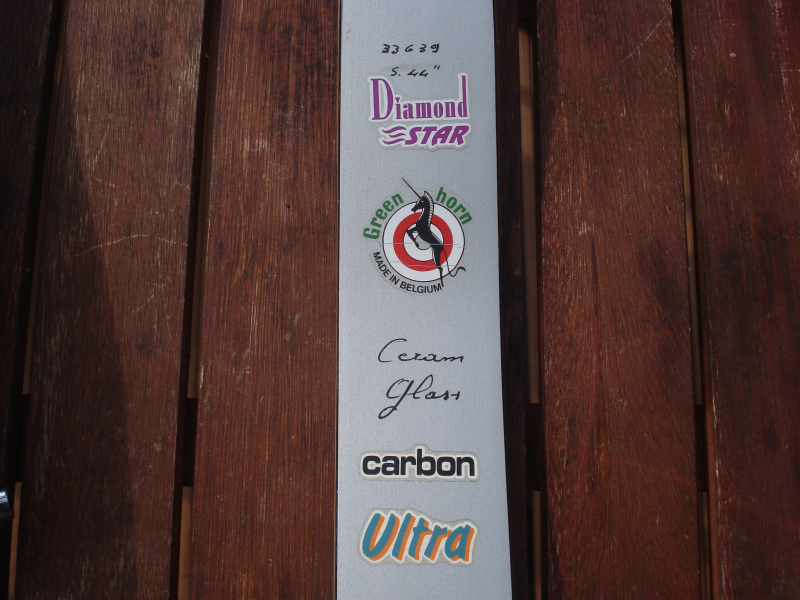 33639
S. 44"
Diamond
STAR
Green horn
MADE IN BELGIUM
Ceram
Glass
carbon
Ultra